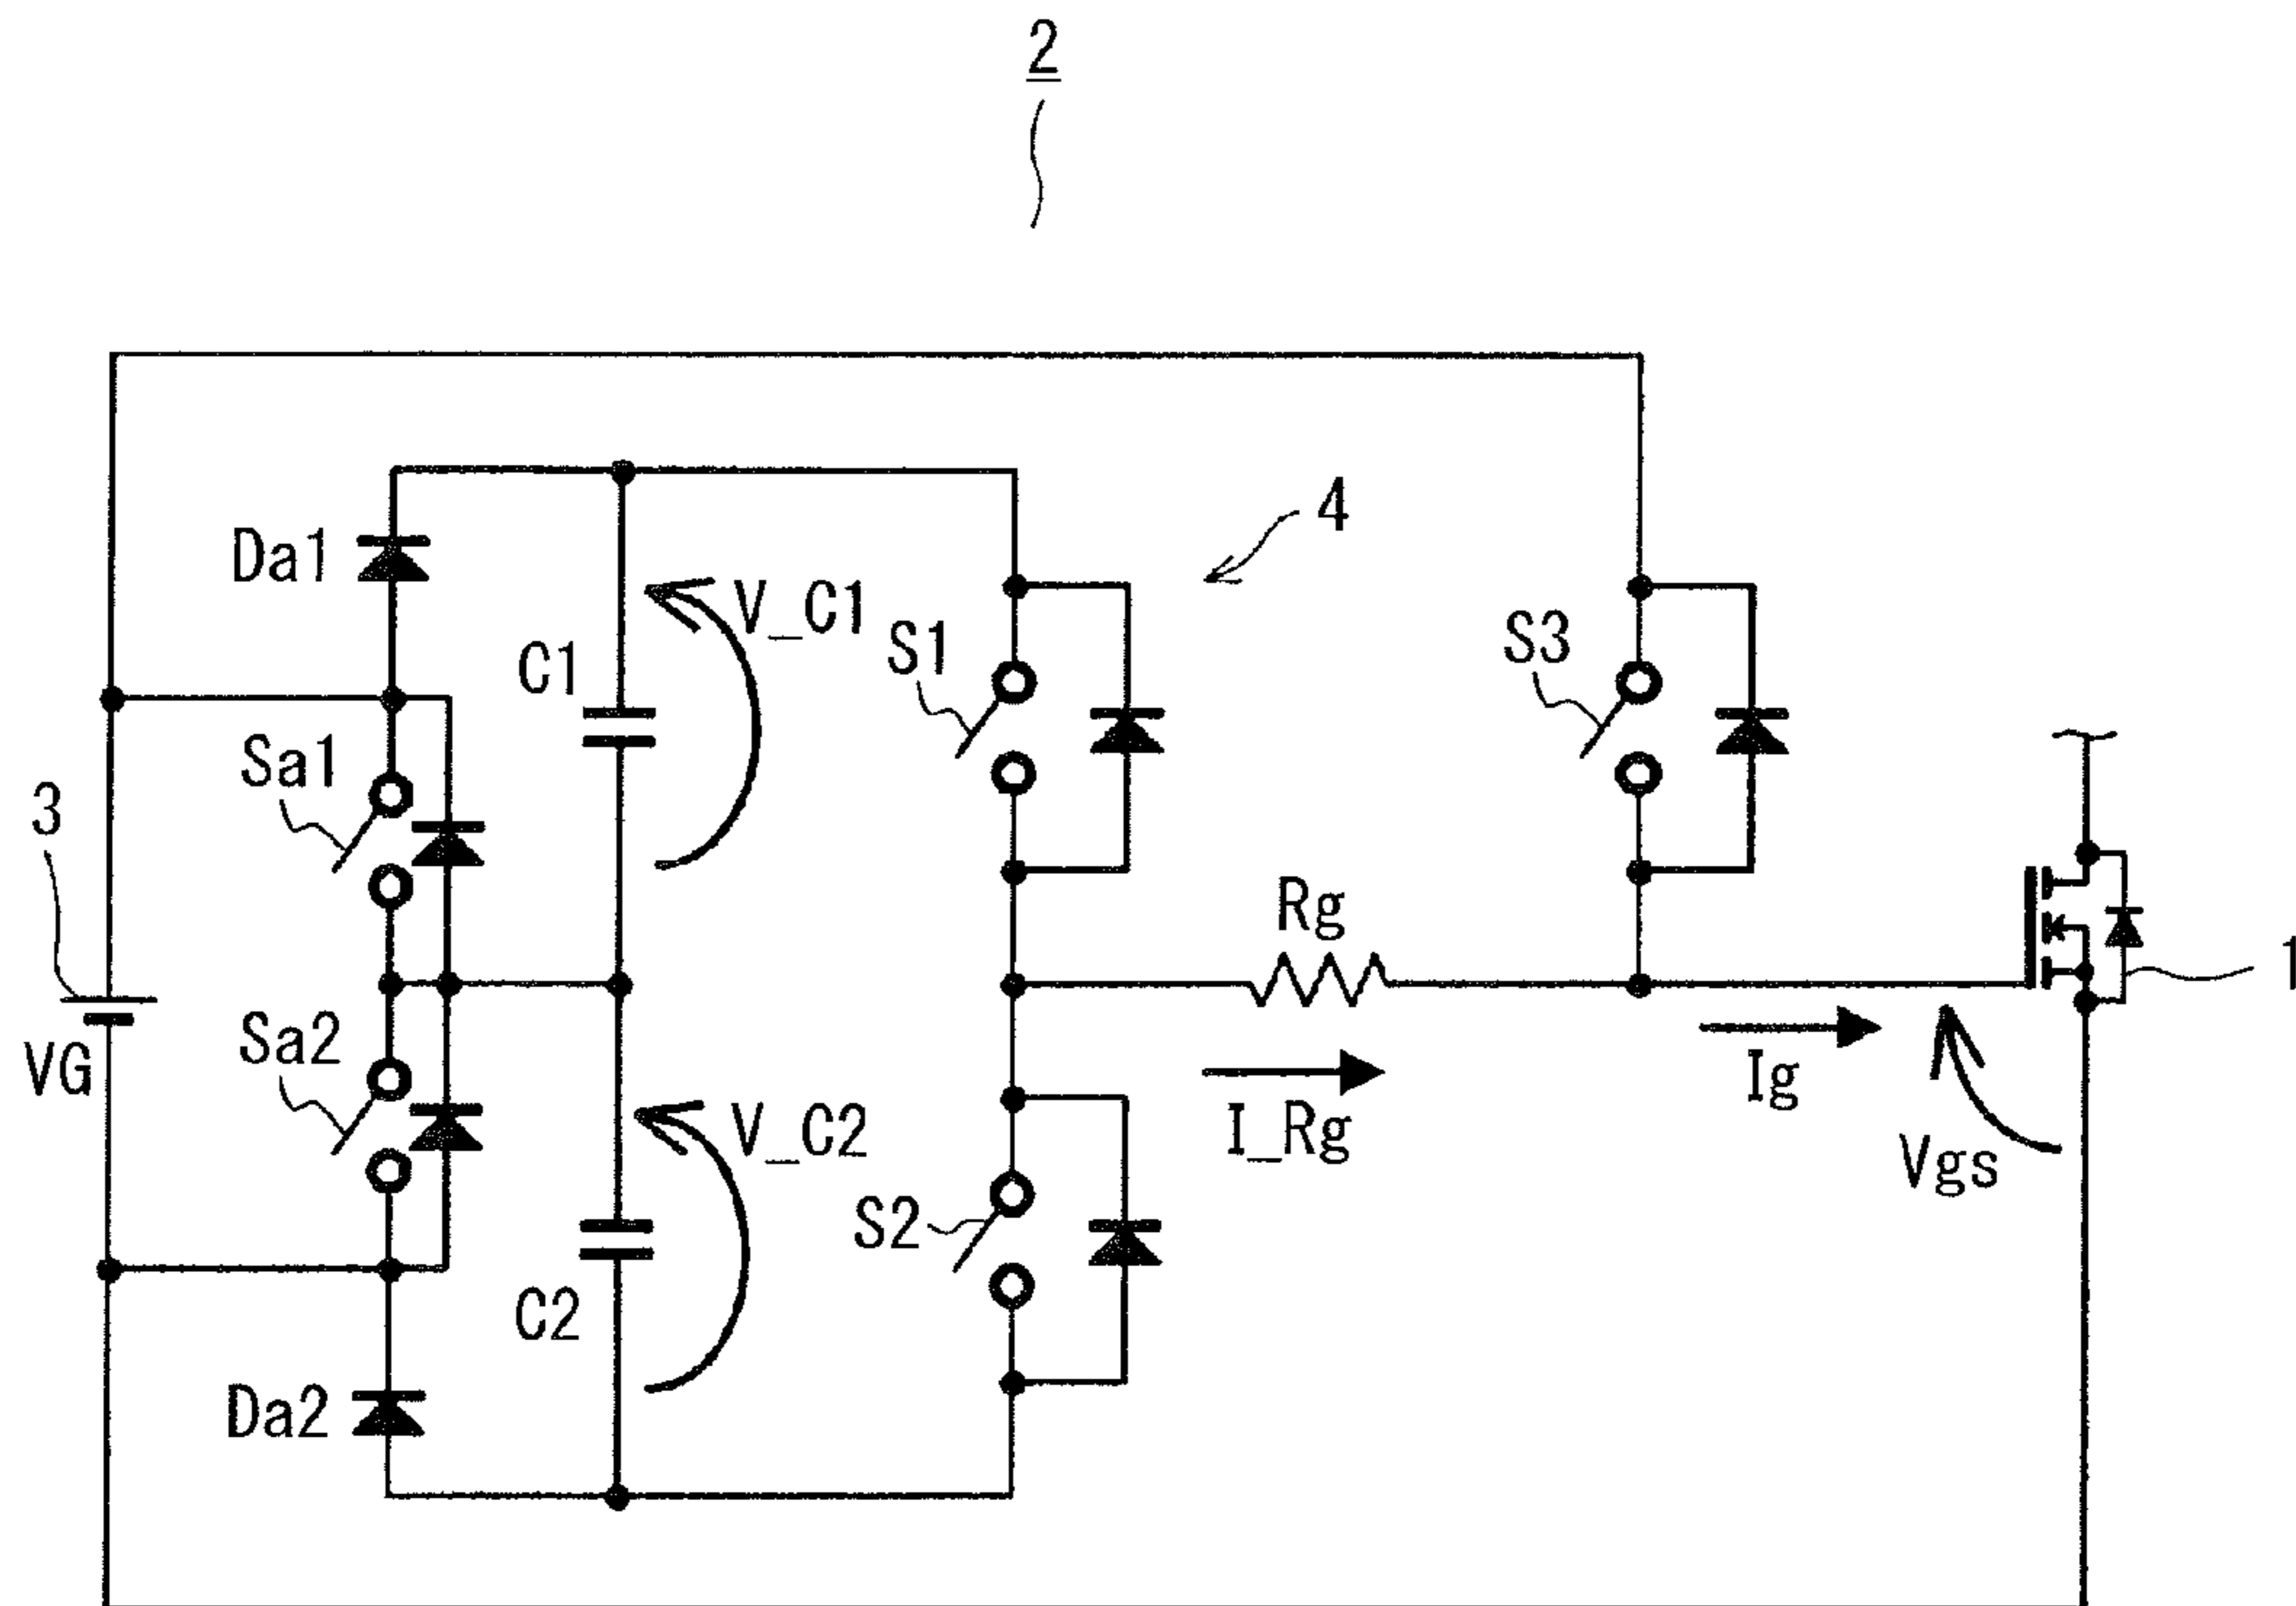 2
4
Da1
V_C1
S1
C1
S3
Sa1
3
Rg
1
Sa2
VG
Ig
V_C2
I_Rg
Vgs
S2
C2
Da2